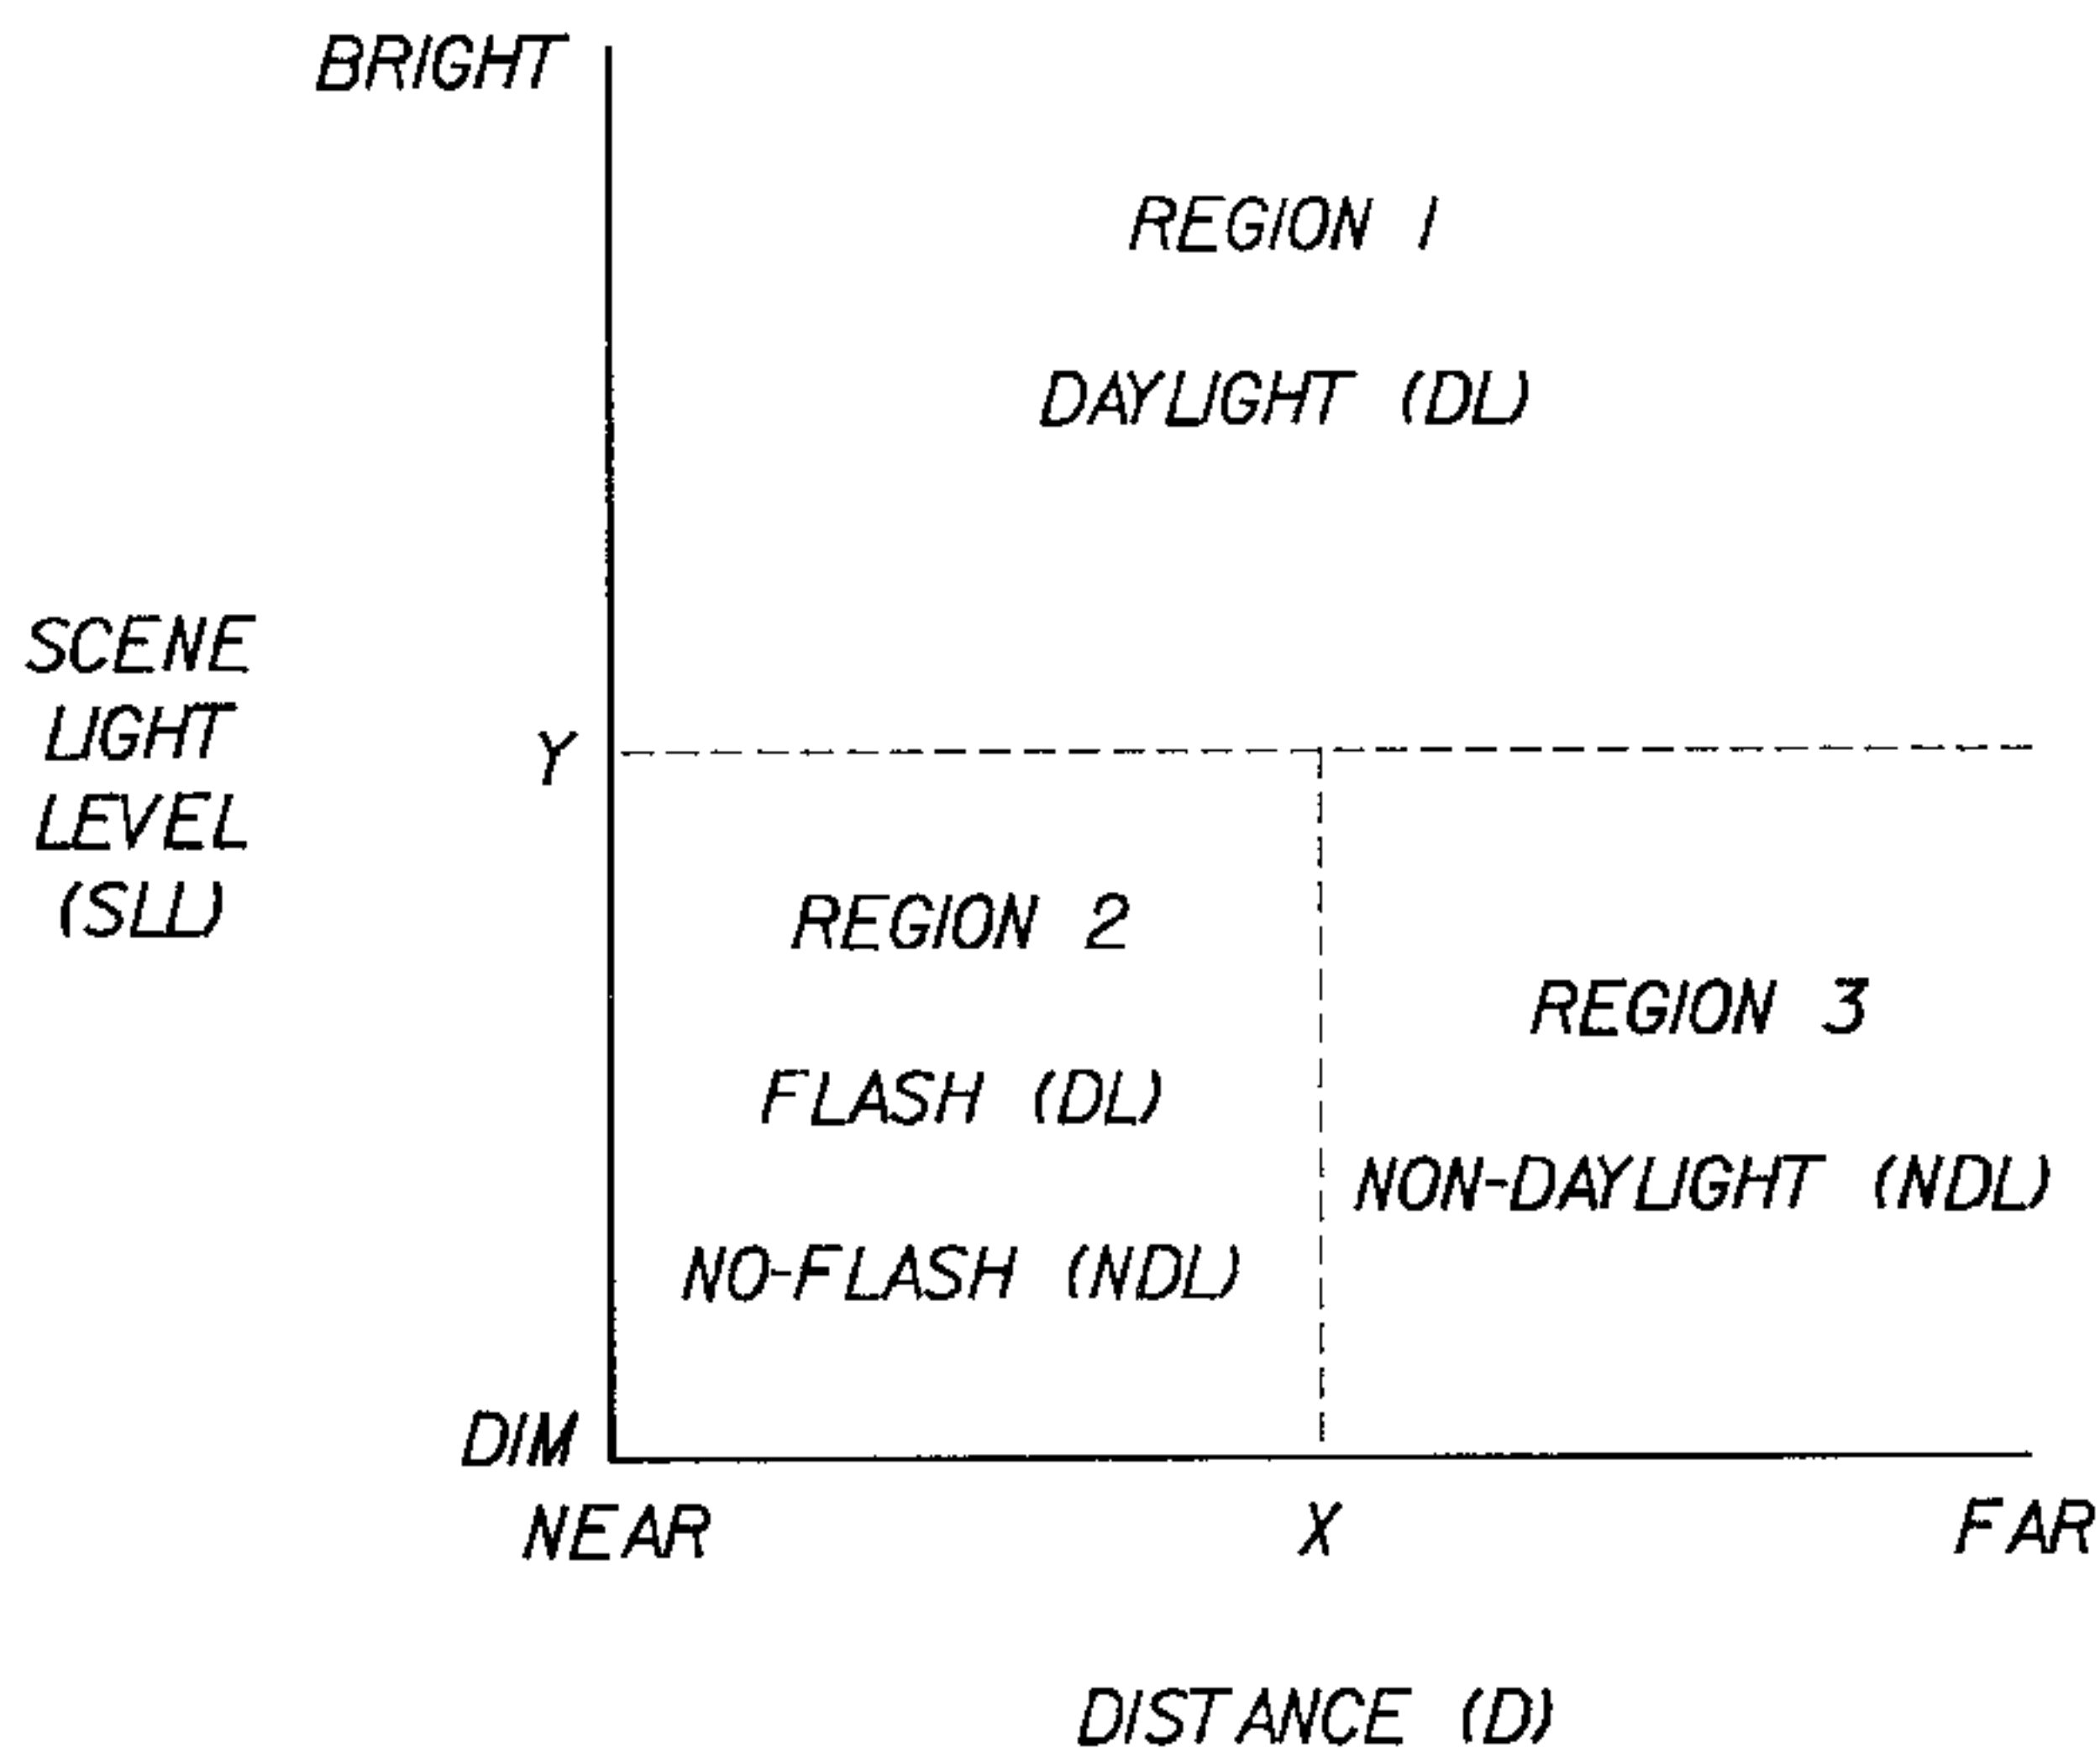 BRIGHT
REGION 1
DAYLIGHT (DL)
SCENE
LIGHT
LEVEL
(SLL)
Y
REGION 2
FLASH (DL)
NO-FLASH (NDL)
REGION 3
NON-DAYLIGHT (NDL)
DIM
NEAR
X
FAR
DISTANCE (D)